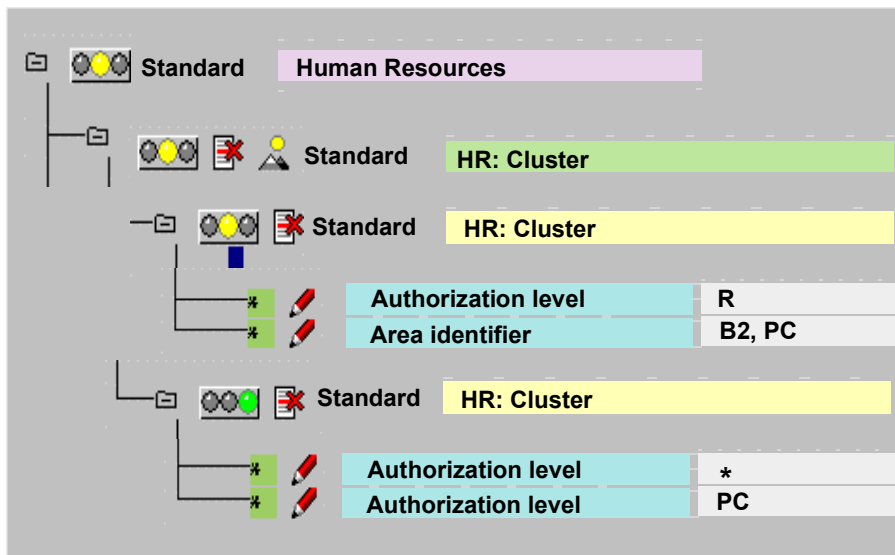 Standard Human Resources
Standard HR: Cluster
Standard HR: Cluster
* Authorization level R
* Area identifier B2, PC
Standard HR: Cluster
* Authorization level *
* Authorization level PC